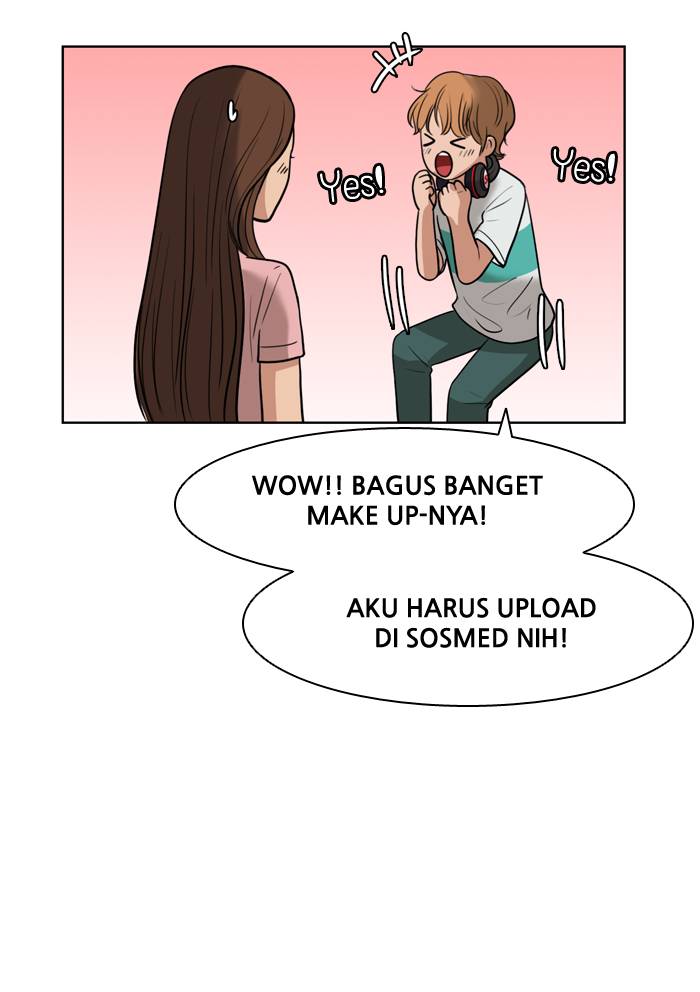 Yes!
Yes!
WOW!! BAGUS BANGET
MAKE UP-NYA!
AKU HARUS UPLOAD
DI SOSMED NIH!